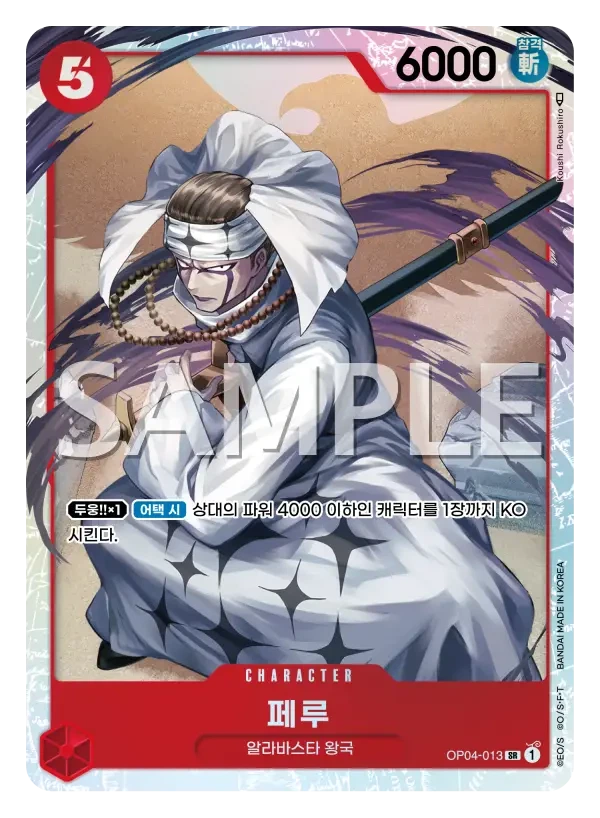 5
6000
참격
斬
Koushi Rokushiro
SAMPLE
두웅!!×1 어택 시 상대의 파워 4000 이하인 캐릭터를 1장까지 KO
시킨다.
CHARACTER
페루
알라바스타 왕국
OP04-013 SR 1
©EO/S ©O/S·F·T BANDAI MADE IN KOREA